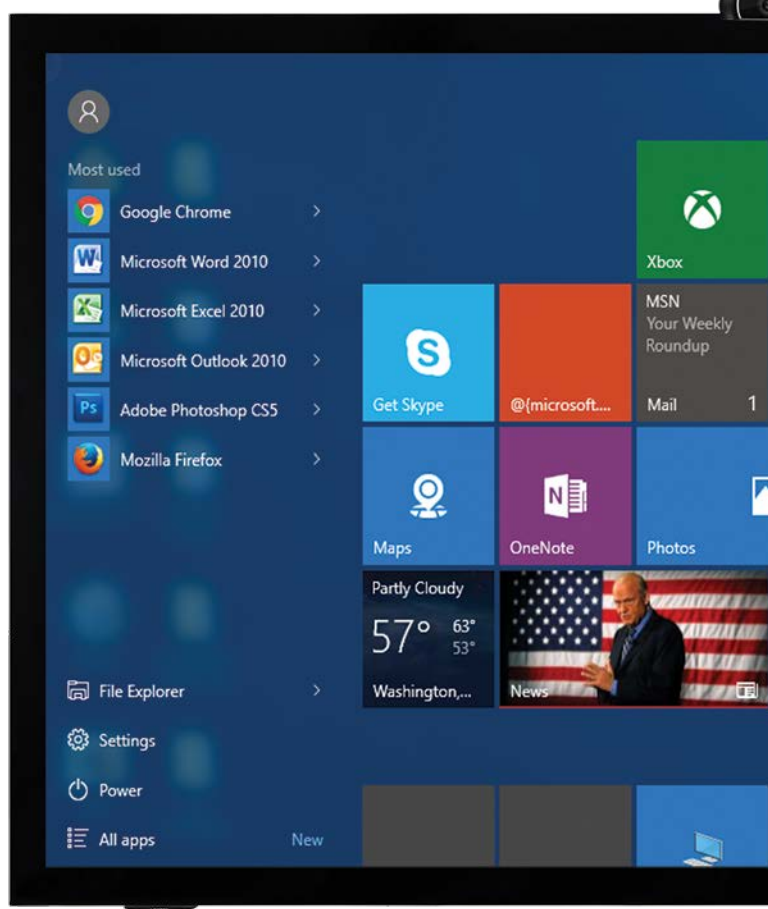 Most used
Google Chrome
Microsoft Word 2010
Microsoft Excel 2010
Microsoft Outlook 2010
Ps
Adobe Photoshop CS5
Mozilla Firefox
File Explorer
Settings
Power
All apps
New
Xbox
S
Get Skype
@{microsoft....
MSN
Your Weekly
Roundup
Mail
1
Maps
N
OneNote
Photos
Partly Cloudy
57°
63°
53°
Washington,...
News